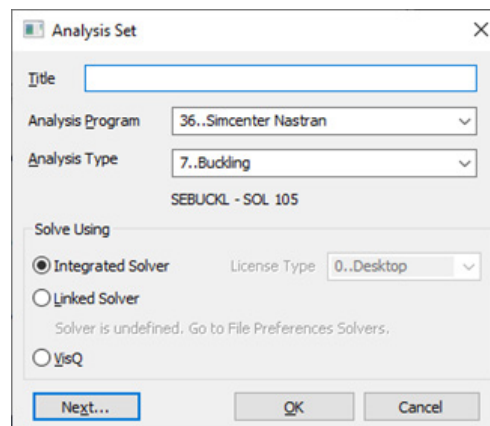 Analysis Set
Title
Analysis Program 36..Simcenter Nastran
Analysis Type 7..Buckling
SEBUCKL - SOL 105
Solve Using
Integrated Solver License Type 0..Desktop
Linked Solver
Solver is undefined. Go to File Preferences Solvers.
VisQ
Next... OK Cancel